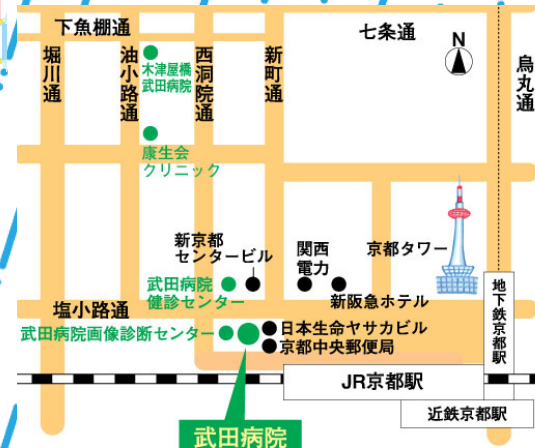 下魚棚通
七条通
N
堀川通
油小路通
西洞院通
新町通
烏丸通
木津屋橋
武田病院
康生会
クリニック
新京都
センタービル
関西
電力
京都タワー
武田病院
健診センター
新阪急ホテル
塩小路通
地下鉄京都駅
武田病院画像診断センター
日本生命ヤサカビル
京都中央郵便局
JR京都駅
近鉄京都駅
武田病院